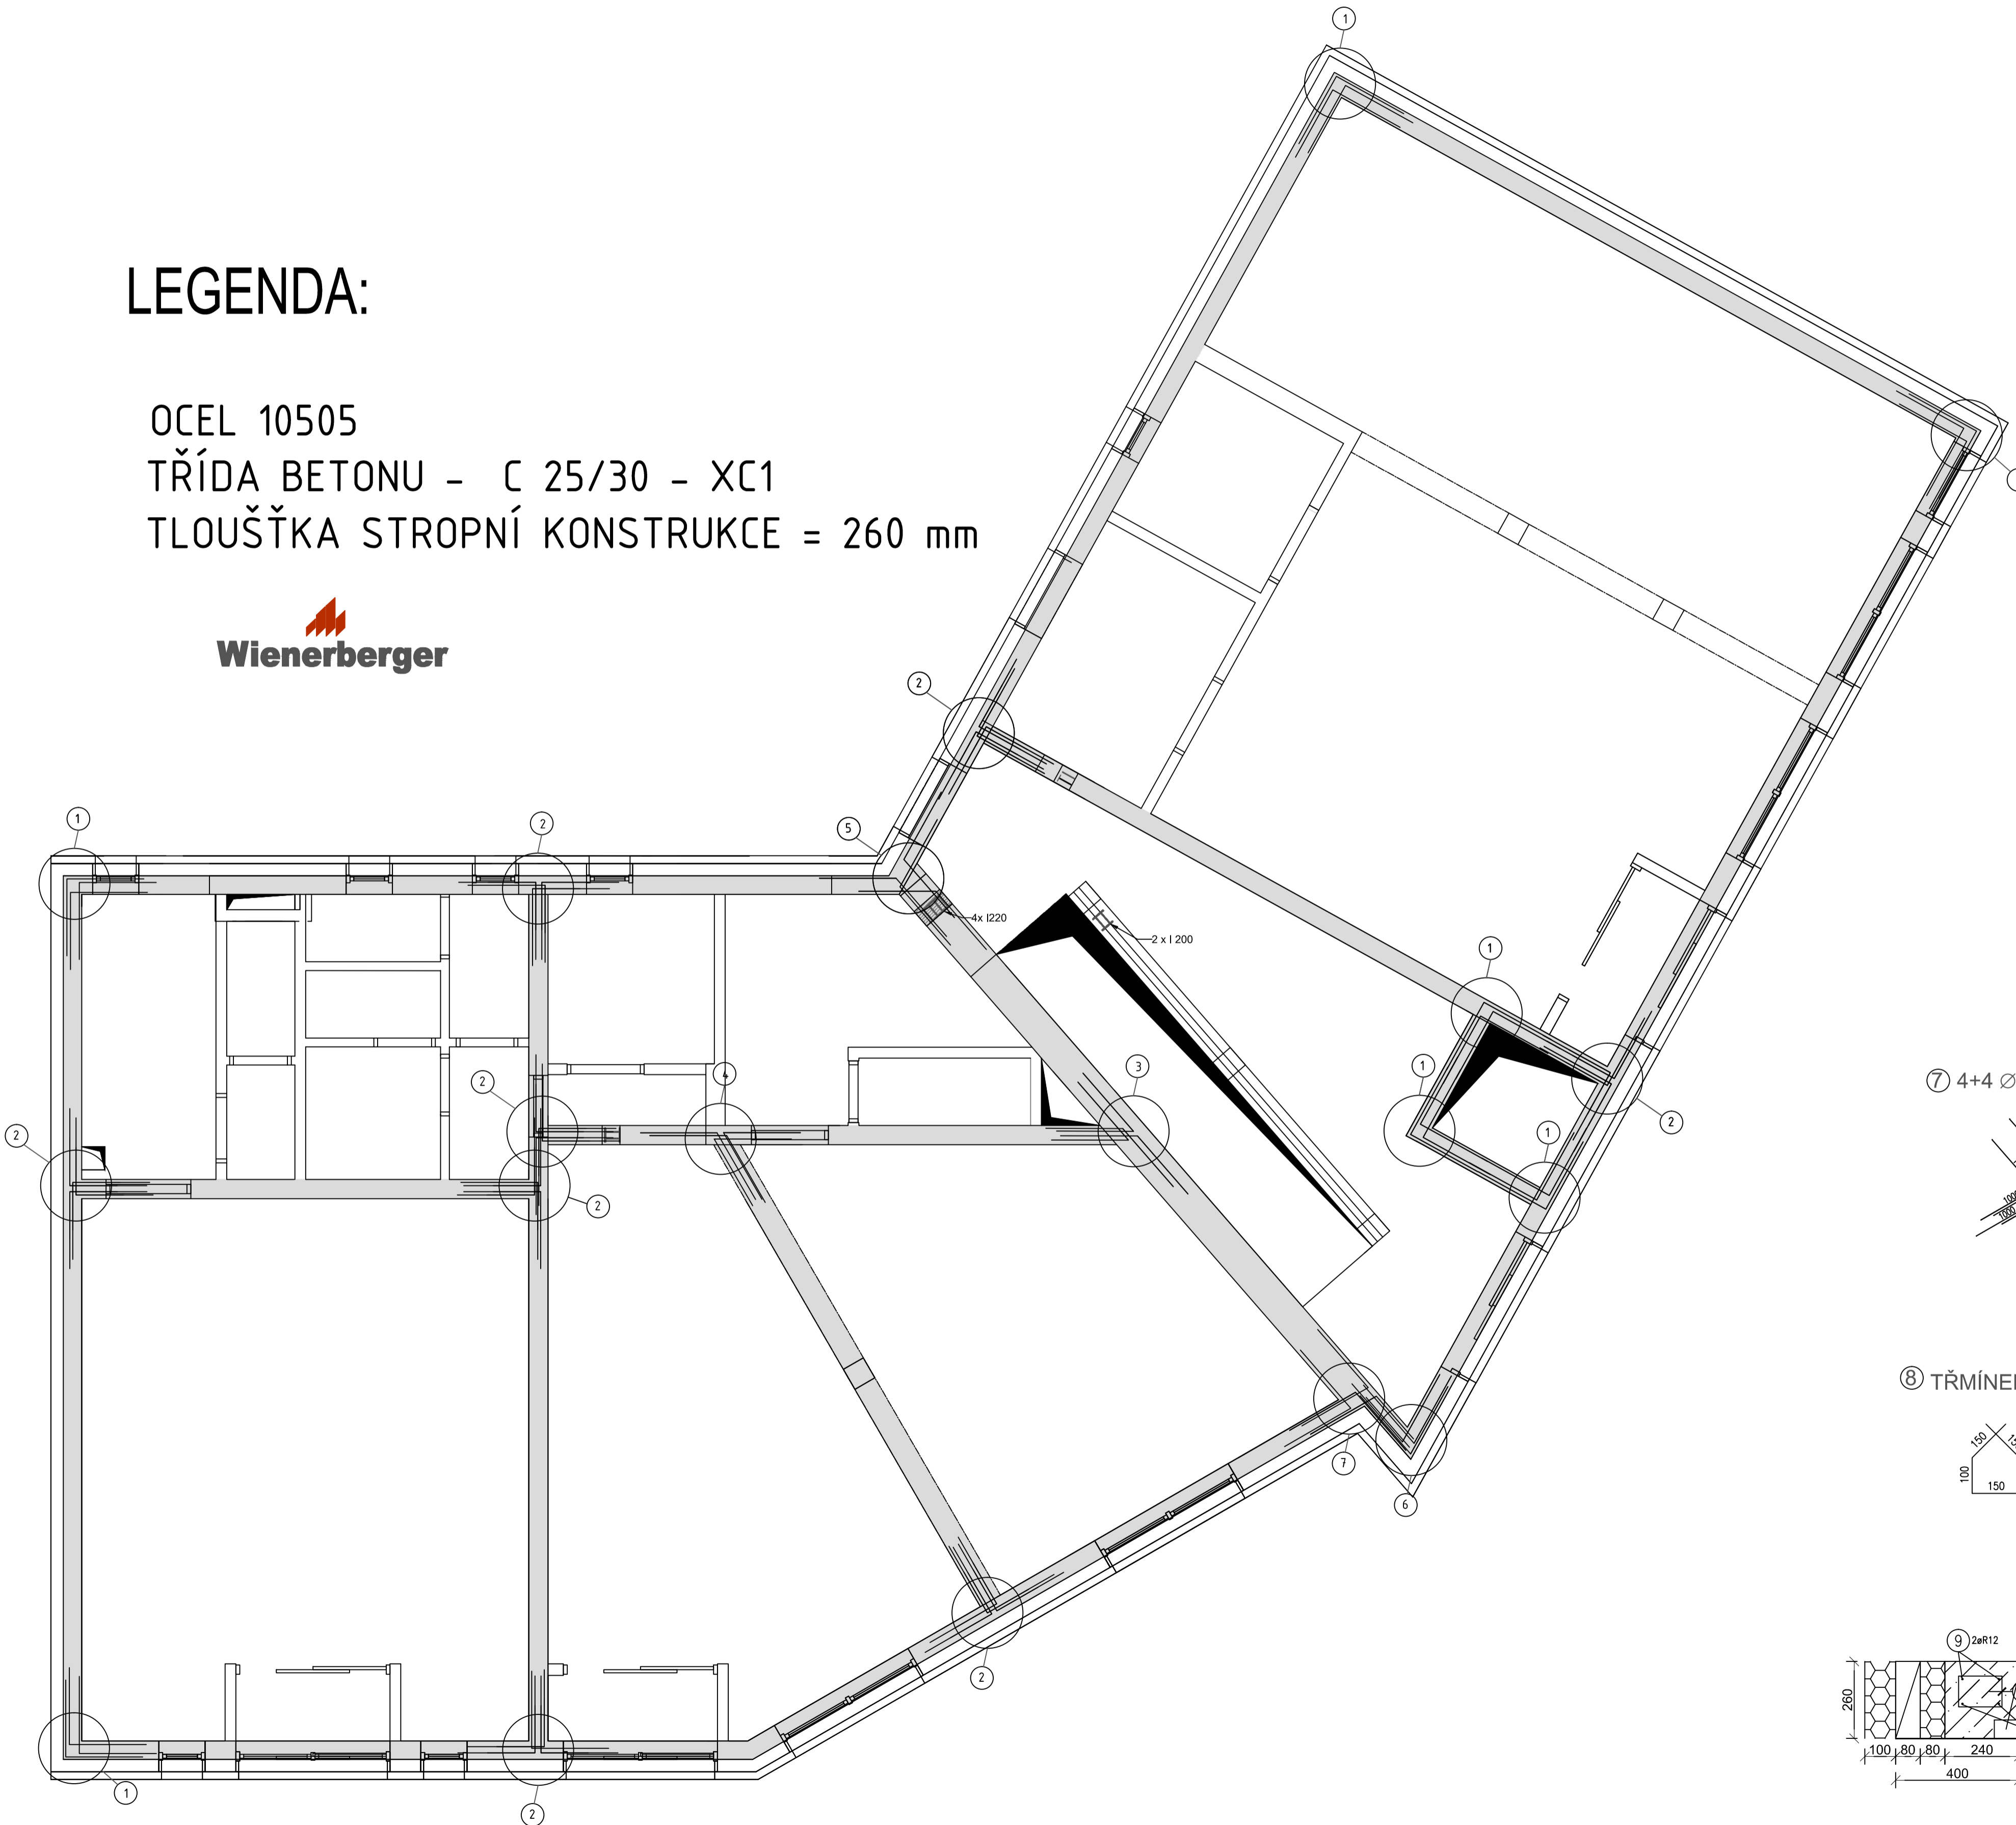 1
LEGENDA:
OCEL 10505
TŘÍDA BETONU - C 25/30 - XC1
TLOUŠŤKA STROPNÍ KONSTRUKCE = 260 mm
Wienerberger
2
1
2
5
4x I220
2 x I 200
1
2
4
3
1
7 4+4 ∅
2
2
1
2
2
1000
1000
8
150
100
150
7
6
2
9 2øR12
260
100 80 80 240
400
1
2